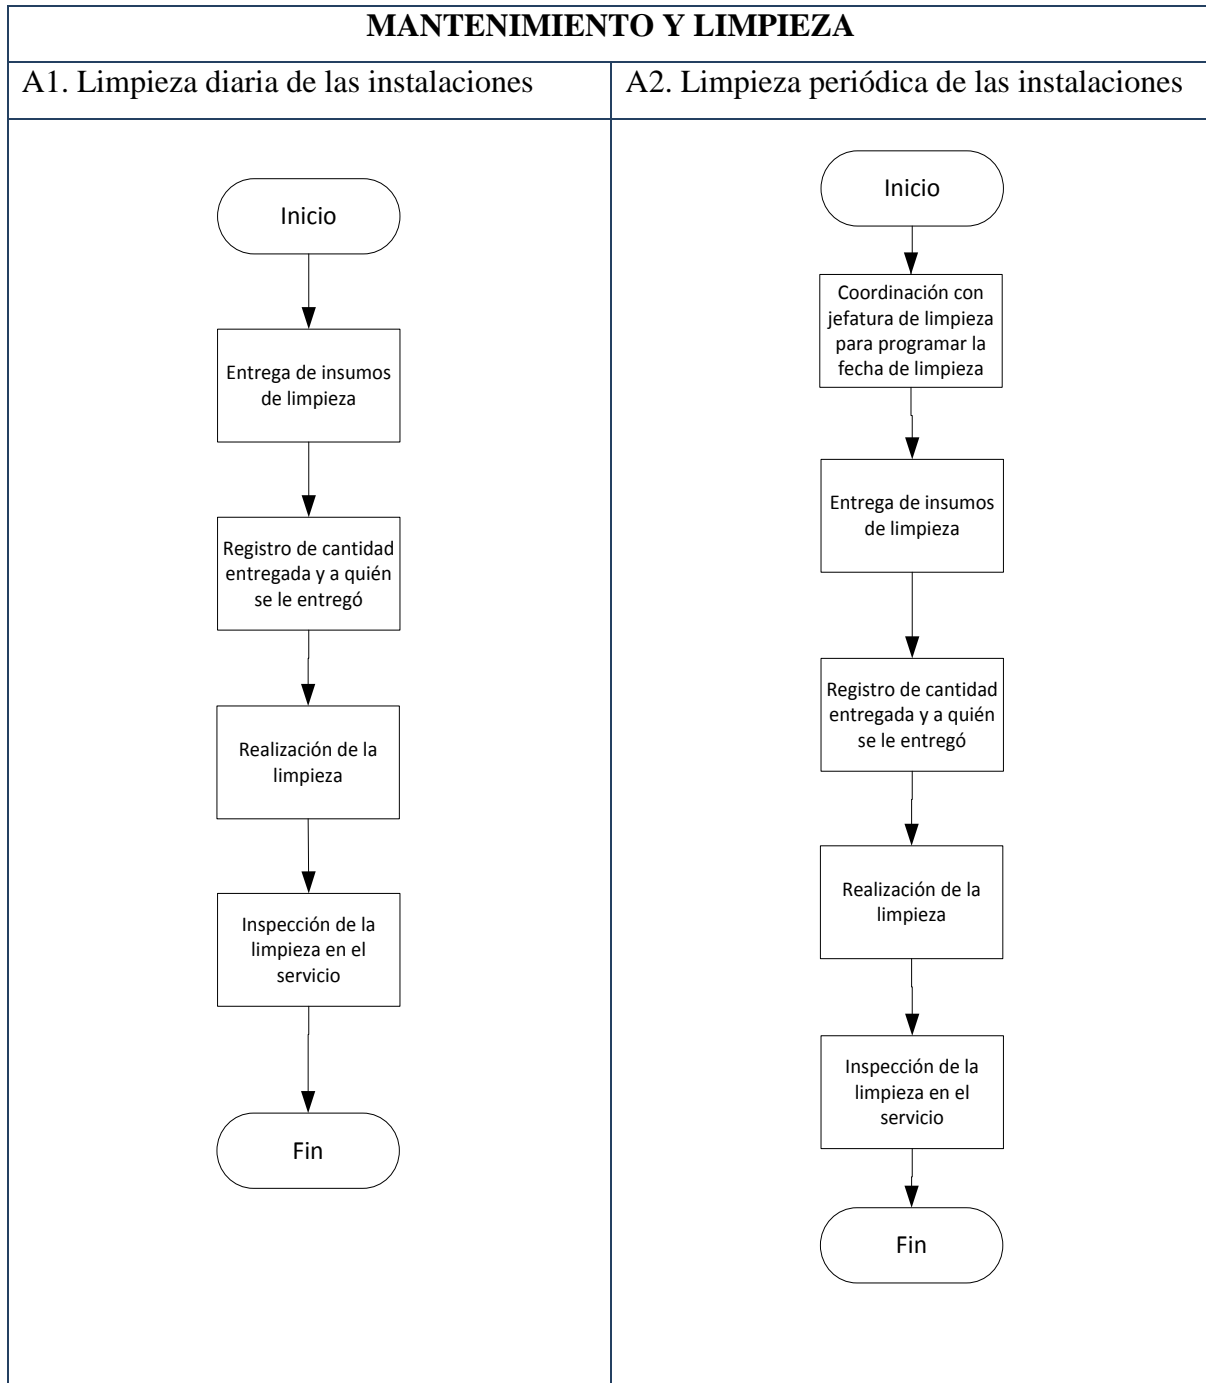 MANTENIMIENTO Y LIMPIEZA
A1. Limpieza diaria de las instalaciones
A2. Limpieza periódica de las instalaciones
Inicio
Entrega de insumos
de limpieza
Registro de cantidad
entregada y a quién
se le entregó
Realización de la
limpieza
Inspección de la
limpieza en el
servicio
Fin
Inicio
Coordinación con
jefatura de limpieza
para programar la
fecha de limpieza
Entrega de insumos
de limpieza
Registro de cantidad
entregada y a quién
se le entregó
Realización de la
limpieza
Inspección de la
limpieza en el
servicio
Fin